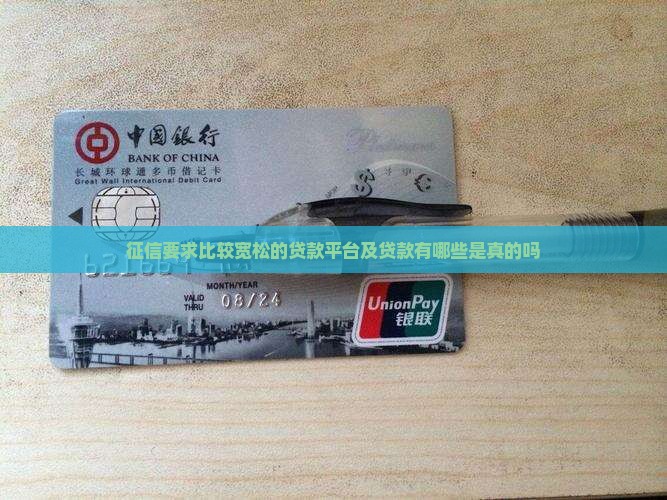 中国银行
BANK OF CHINA
长城环球通多币借记卡
Great Wall International Debit Card
征信要求比较宽松的贷款平台及贷款有哪些是真的吗
MONTH/YEAR
VALID THRU 08/24
UnionPay
银联